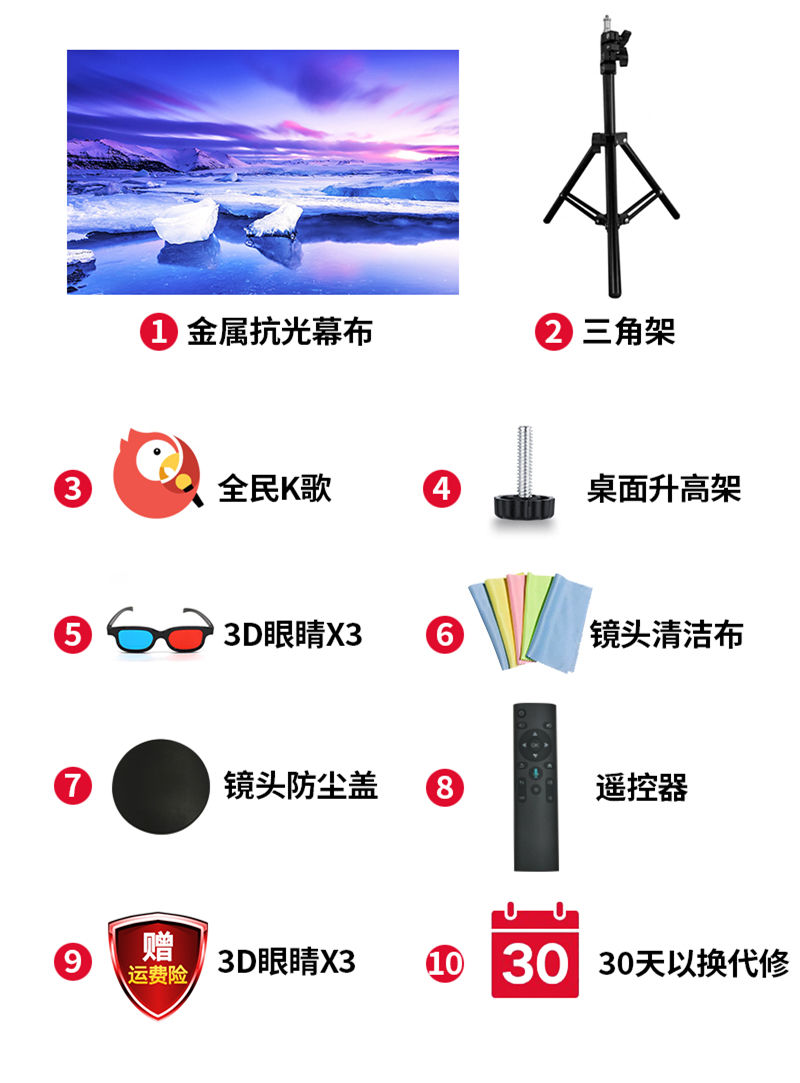 1 金属抗光幕布
2 三角架
3 全民K歌
4 桌面升高架
5 3D眼睛X3
6 镜头清洁布
7 镜头防尘盖
OK
8 遥控器
9 赠
运费险
3D眼睛X3
10 30
30天以换代修